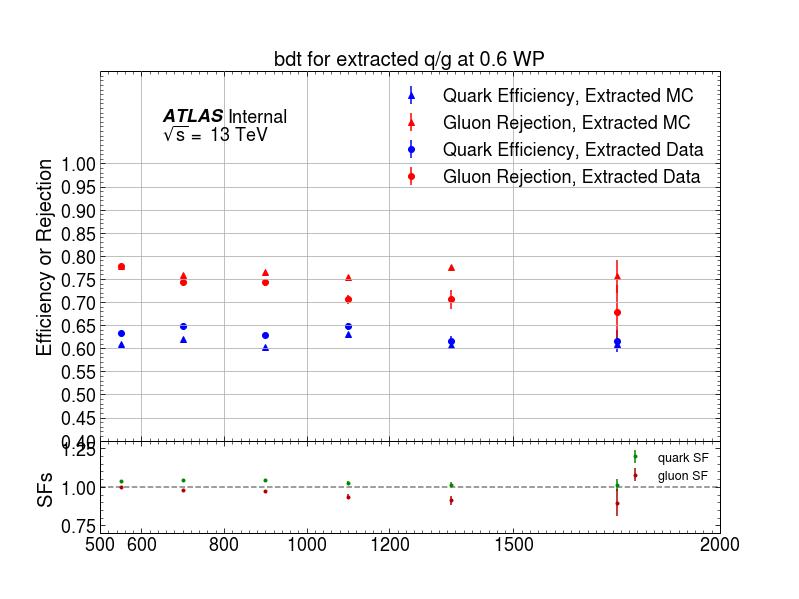 bdt for extracted q/g at 0.6 WP
ATLAS Internal
√s = 13 TeV
Quark Efficiency, Extracted MC
Gluon Rejection, Extracted MC
Quark Efficiency, Extracted Data
Gluon Rejection, Extracted Data
Efficiency or Rejection
1.00
0.95
0.90
0.85
0.80
0.75
0.70
0.65
0.60
0.55
0.50
0.45
0.40
SFs
1.25
1.00
0.75
quark SF
gluon SF
500 600 800 1000 1200 1500 2000